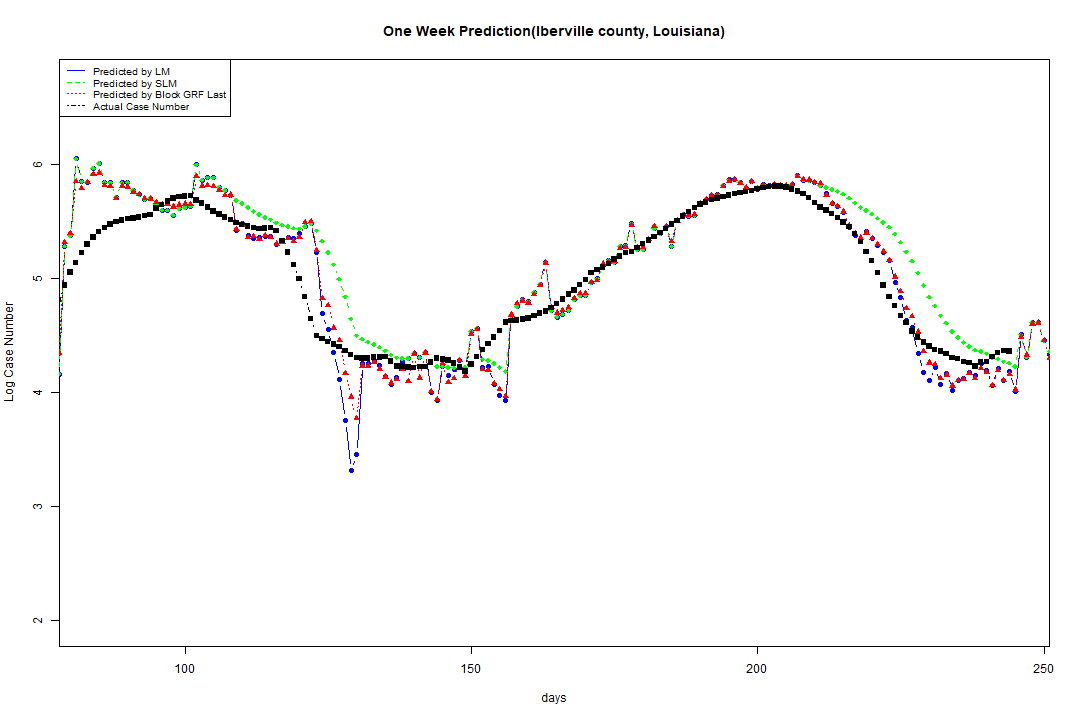 One Week Prediction(Iberville county, Louisiana)
Predicted by LM
Predicted by SLM
Predicted by Block GRF Last
Actual Case Number
6
5
4
3
2
Log Case Number
100
150
200
250
days